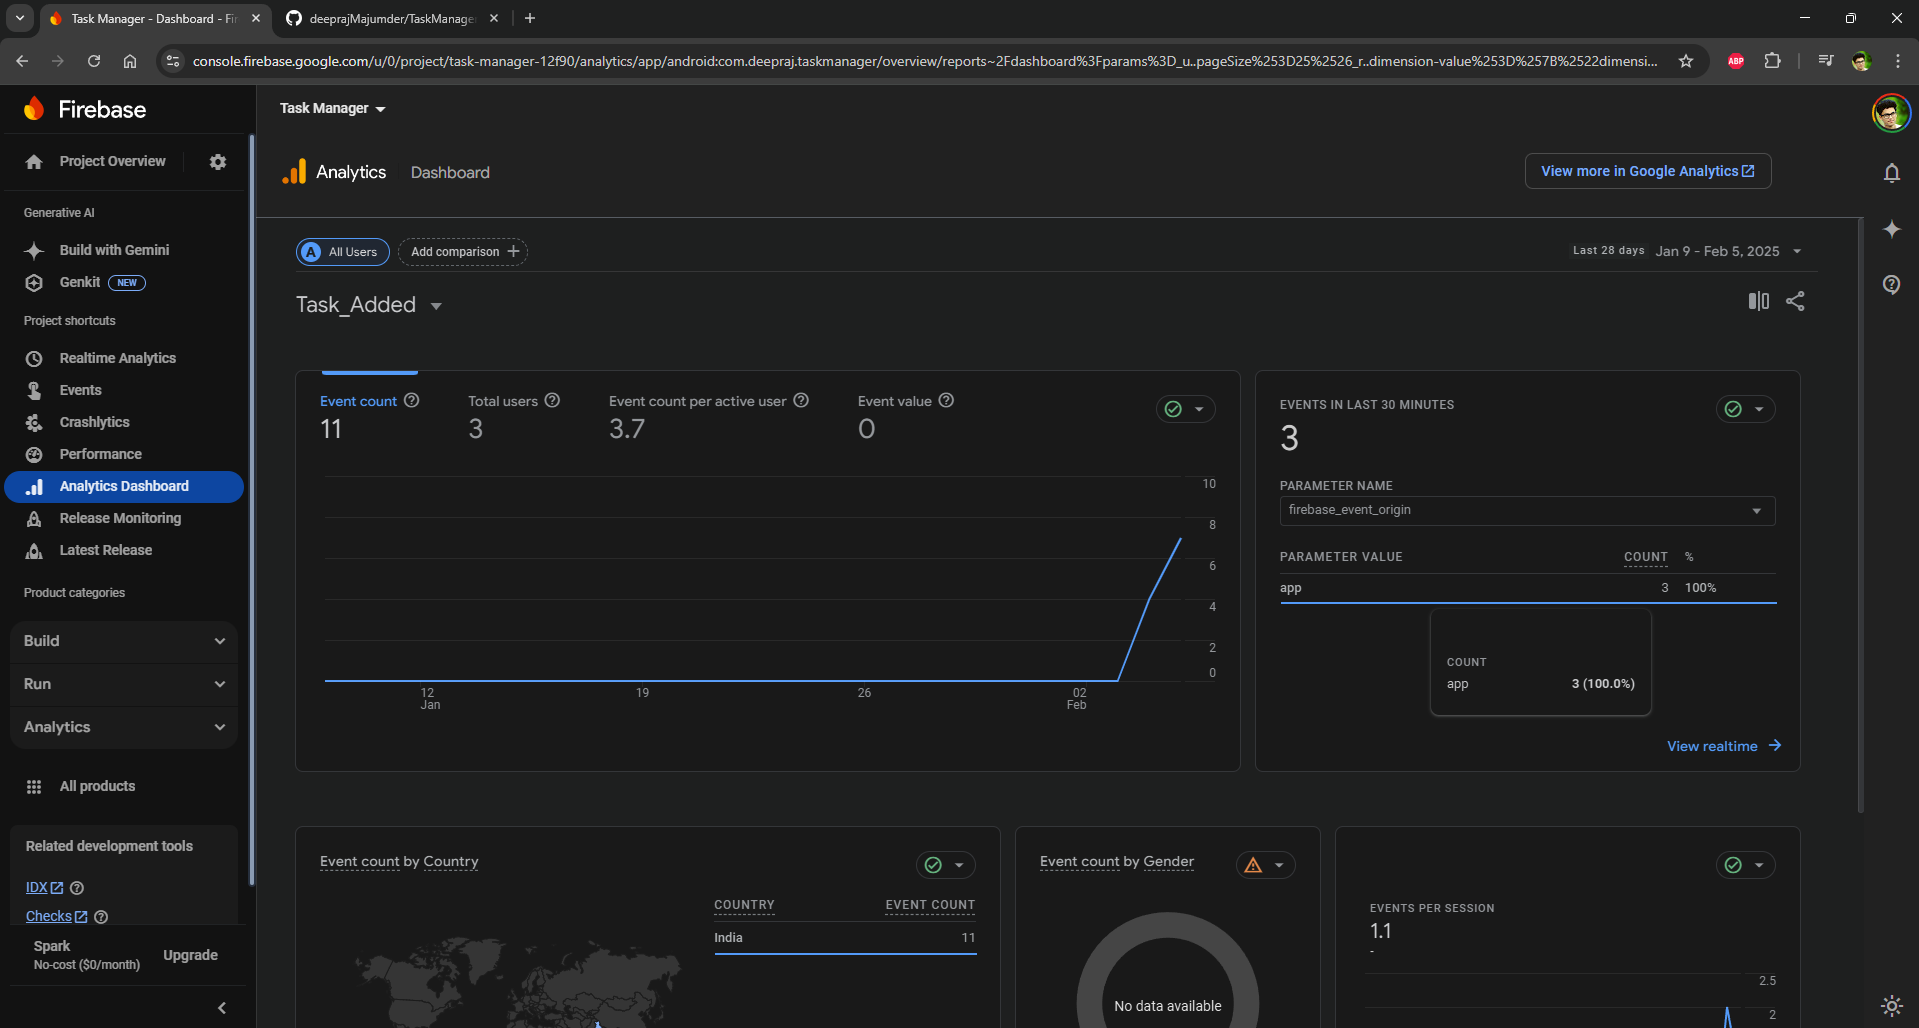 Task Manager - Dashboard - Fi
deeprajMajumder/TaskManage
console.firebase.google.com/u/0/project/task-manager-12f90/analytics/app/android:com.deepraj.taskmanager/overview/reports~2Fdashboard%3Fparams%3D_u..pageSize%253D25%2526_r..dimension-value%253D%257B%2522dimensi...
ABP
Firebase
Project Overview
Generative AI
Build with Gemini
Genkit NEW
Project shortcuts
Realtime Analytics
Events
Crashlytics
Performance
Analytics Dashboard
Release Monitoring
Latest Release
Product categories
Build
Run
Analytics
All products
Related development tools
IDX
Checks
Spark
No-cost ($0/month)
Upgrade
Task Manager
Analytics Dashboard
View more in Google Analytics
A All Users
Add comparison +
Last 28 days Jan 9 - Feb 5, 2025
Task_Added
Event count
11
Total users
3
Event count per active user
3.7
Event value
0
10
8
6
4
2
0
12
Jan
19
26
02
Feb
EVENTS IN LAST 30 MINUTES
3
PARAMETER NAME
firebase_event_origin
PARAMETER VALUE COUNT %
app 3 100%
COUNT
app 3 (100.0%)
View realtime
Event count by Country
COUNTRY EVENT COUNT
India 11
Event count by Gender
No data available
EVENTS PER SESSION
1.1
-
2.5
2